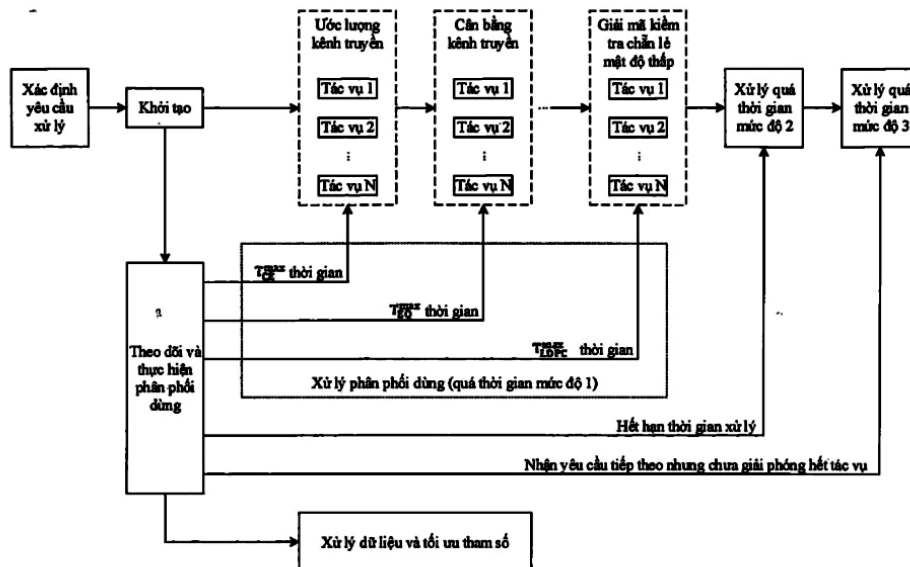 Xác định
yêu cầu
xử lý
Khởi tạo
Ước lượng
kênh truyền
Tác vụ 1
Tác vụ 2
⋮
Tác vụ N
Cân bằng
kênh truyền
Tác vụ 1
Tác vụ 2
⋮
Tác vụ N
Giải mã kiểm
tra chẵn lẻ
mật độ thấp
Tác vụ 1
Tác vụ 2
⋮
Tác vụ N
Xử lý quá
thời gian
mức độ 2
Xử lý quá
thời gian
mức độ 3
Theo dõi và
thực hiện
phân phối
dừng
T_CE^max thời gian
T_EQ^max thời gian
T_LDPC^max thời gian
Xử lý phân phối dừng (quá thời gian mức độ 1)
Hết hạn thời gian xử lý
Nhận yêu cầu tiếp theo nhưng chưa giải phóng hết tác vụ
Xử lý dữ liệu và tối ưu tham số